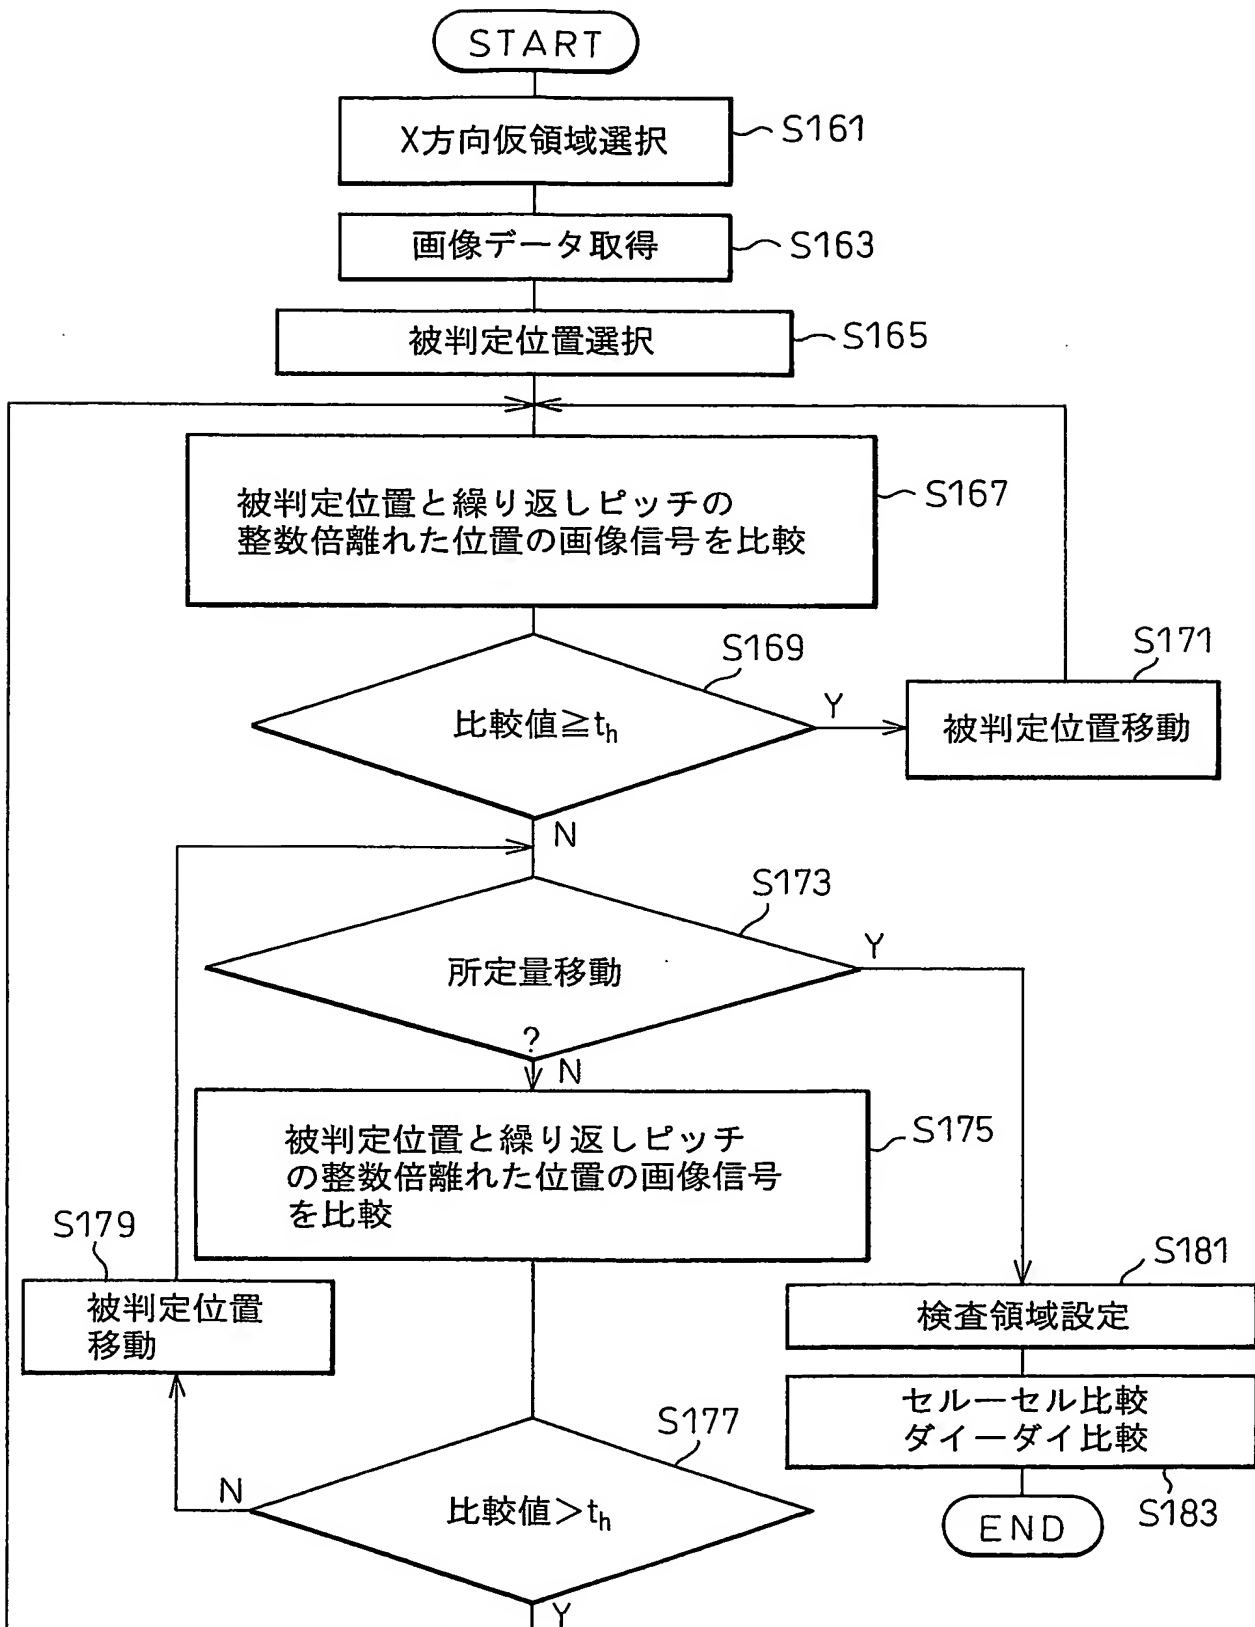 START
X方向仮領域選択
S161
画像データ取得
S163
被判定位置選択
S165
被判定位置と繰り返しピッチの
整数倍離れた位置の画像信号を比較
S167
S169
比較値≧th
Y
S171
被判定位置移動
N
S173
所定量移動
?
Y
N
被判定位置と繰り返しピッチ
の整数倍離れた位置の画像信号
を比較
S175
S179
被判定位置
移動
S181
検査領域設定
セルーセル比較
ダイーダイ比較
S183
S177
比較値>th
N
Y
END